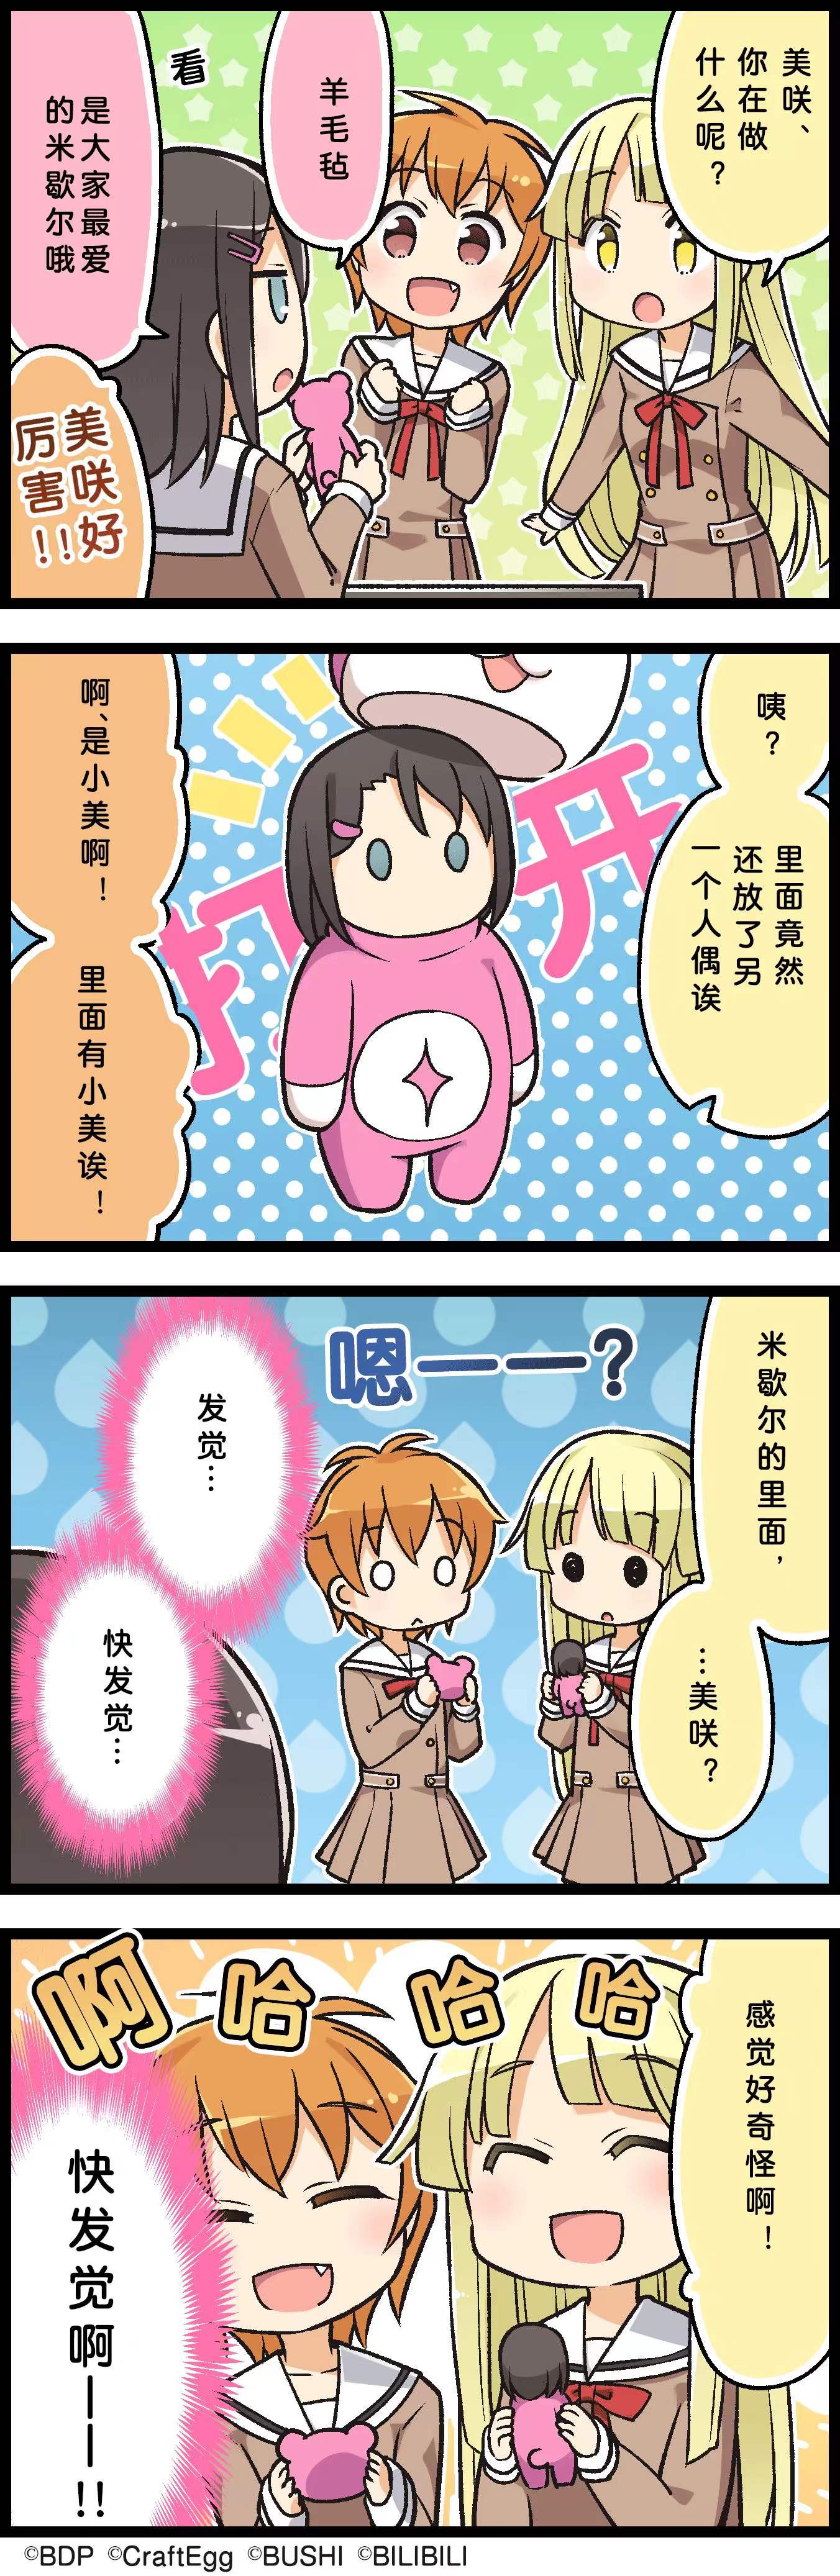 美咲、
你在做
什么呢？
羊毛毡
看
是大家最爱
的米歇尔哦
美咲好
厉害！！
咦？
里面竟然
还放了另
一个人偶诶
打开
啊、是小美啊！
里面有小美诶！
米歇尔的里面，
…美咲？
嗯——？
发觉…
快发觉…
感觉好奇怪啊！
啊哈哈哈
快发觉啊——！！
©BDP ©CraftEgg ©BUSHI ©BILIBILI